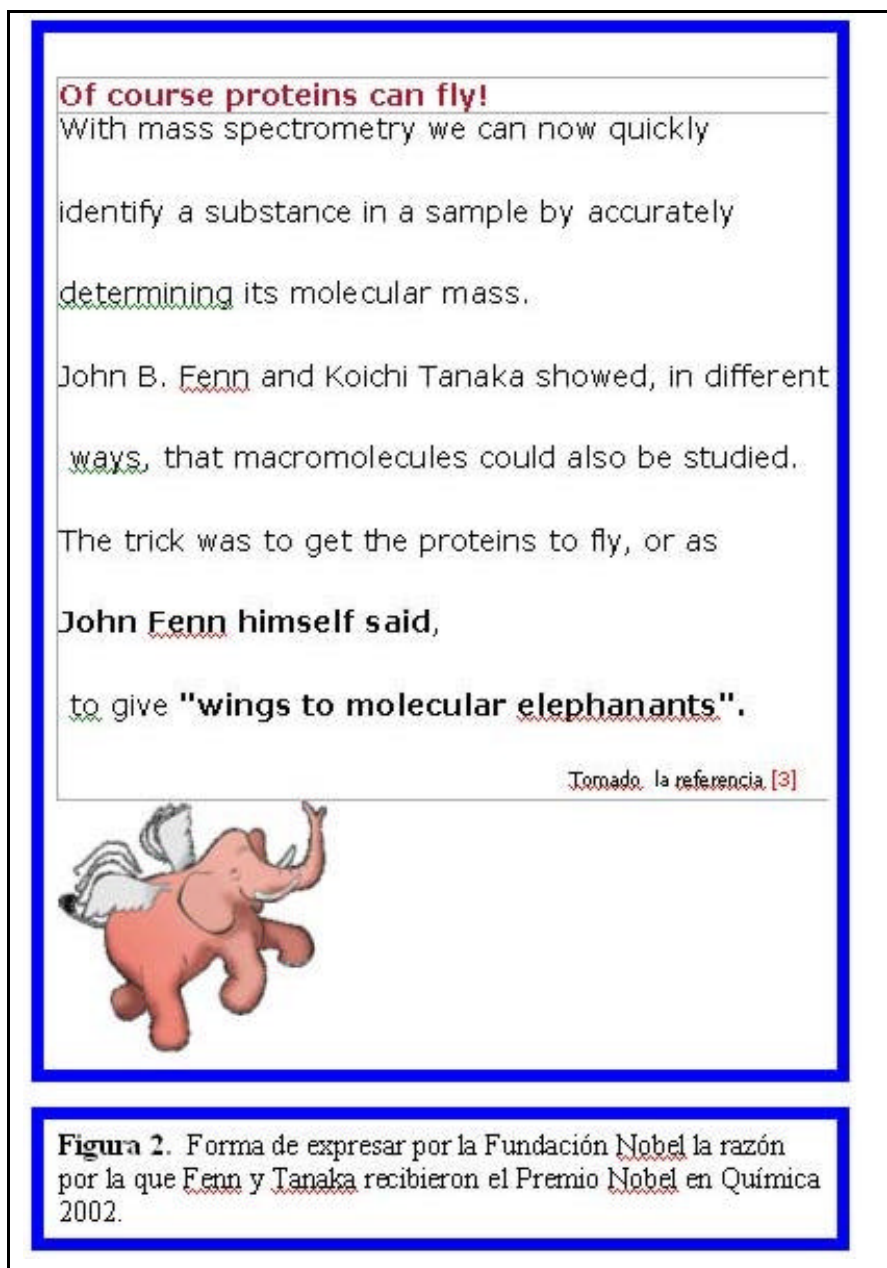 Of course proteins can fly!
With mass spectrometry we can now quickly
identify a substance in a sample by accurately
determining its molecular mass.
John B. Fenn and Koichi Tanaka showed, in different
ways, that macromolecules could also be studied.
The trick was to get the proteins to fly, or as
John Fenn himself said,
to give "wings to molecular elephanants".
Tomado la referencia [3]
Figura 2. Forma de expresar por la Fundación Nobel la razón
por la que Fenn y Tanaka recibieron el Premio Nobel en Química
2002.